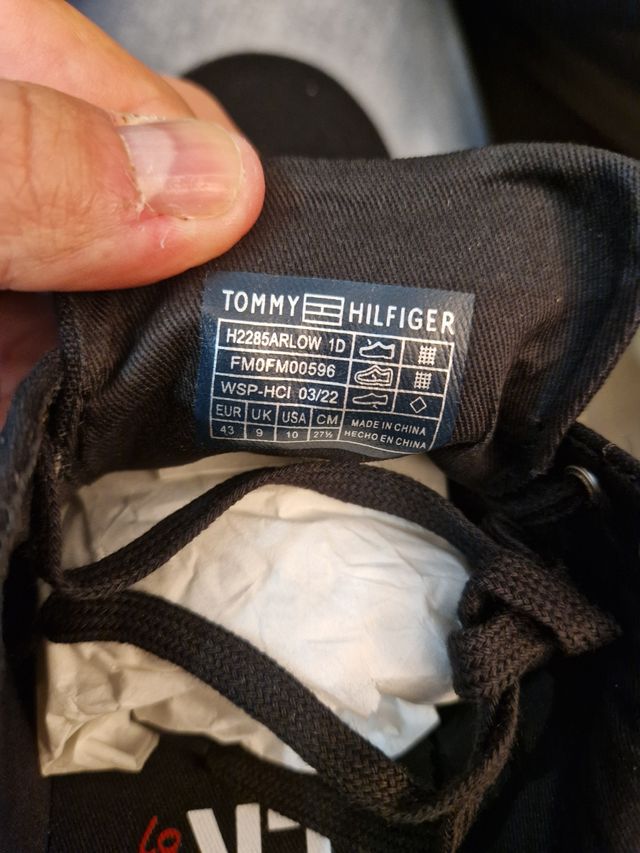 TOMMY HILFIGER
H2285ARLOW 1D
FM0FM00596
WSP-HCI 03/22
EUR UK USA CM
43 9 10 27½
MADE IN CHINA
HECHO EN CHINA